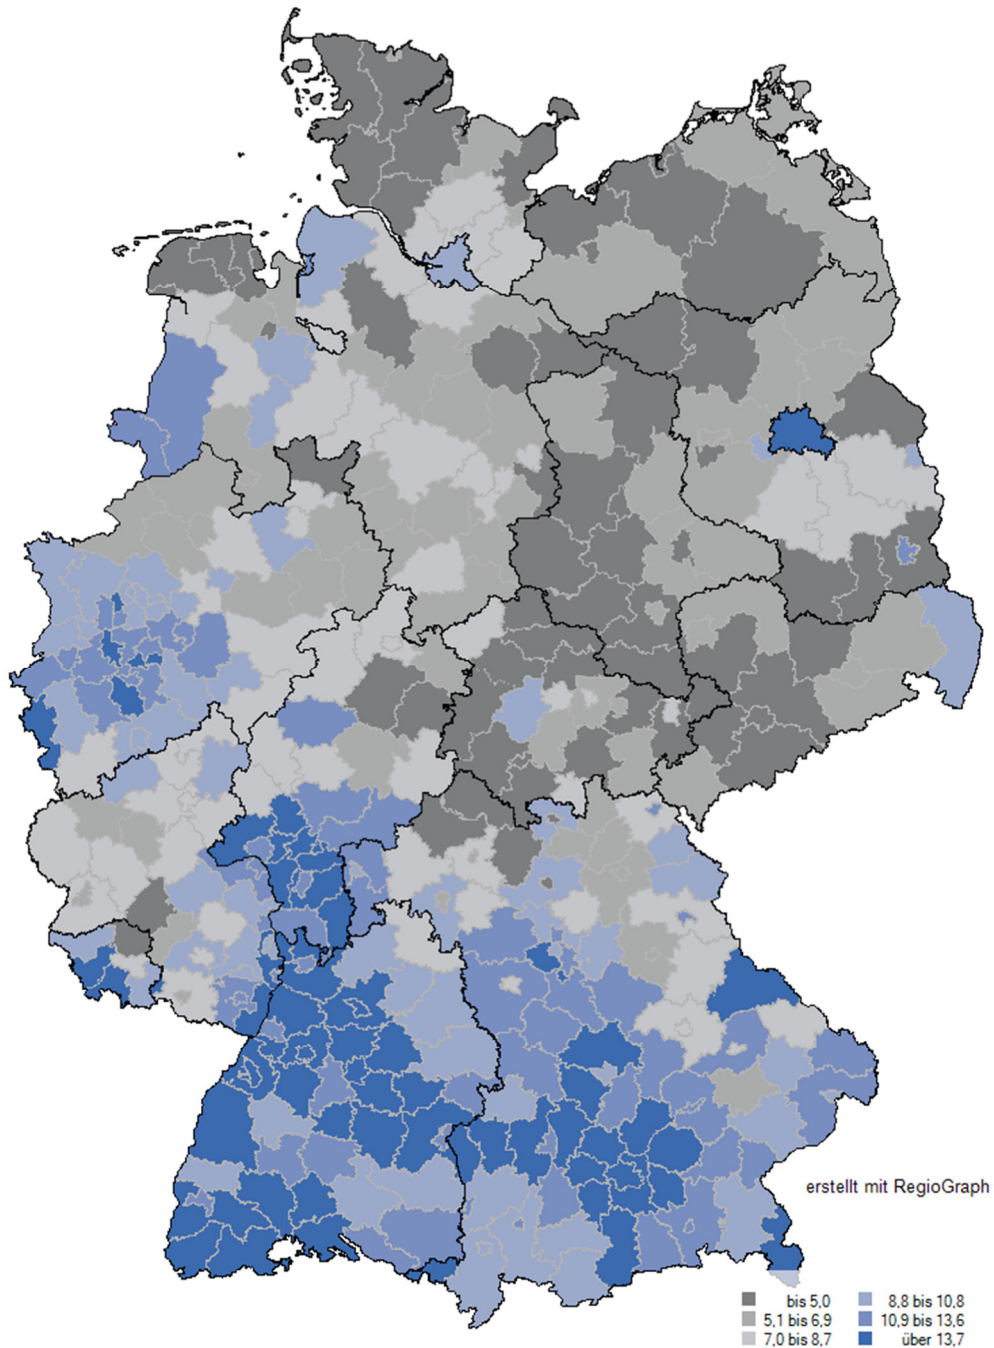 erstellt mit RegioGraph
bis 5,0
5,1 bis 6,9
7,0 bis 8,7
8,8 bis 10,8
10,9 bis 13,6
über 13,7